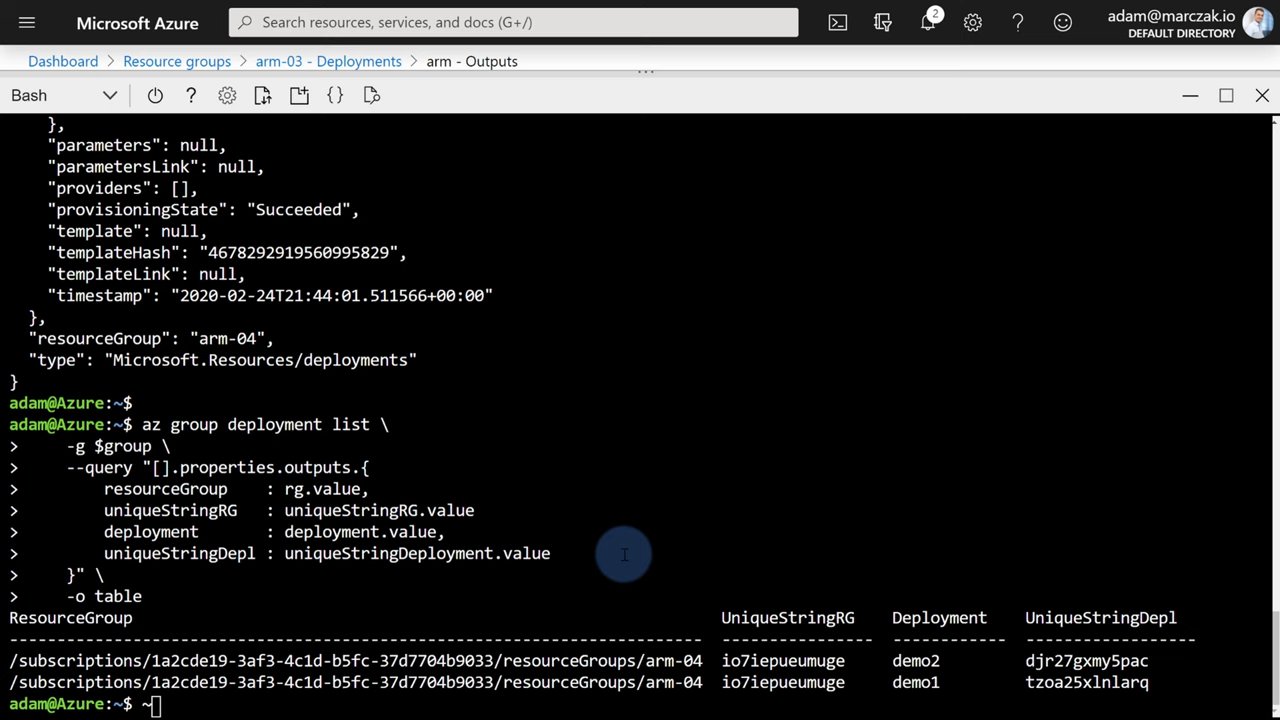 Microsoft Azure
Search resources, services, and docs (G+/)
2
adam@marczak.io
DEFAULT DIRECTORY
Dashboard > Resource groups > arm-03 - Deployments > arm - Outputs
Bash
},
"parameters": null,
"parametersLink": null,
"providers": [],
"provisioningState": "Succeeded",
"template": null,
"templateHash": "4678292919560995829",
"templateLink": null,
"timestamp": "2020-02-24T21:44:01.511566+00:00"
},
"resourceGroup": "arm-04",
"type": "Microsoft.Resources/deployments"
}
adam@Azure:~$
adam@Azure:~$ az group deployment list \
> -g $group \
> --query "[].properties.outputs.{
> resourceGroup : rg.value,
> uniqueStringRG : uniqueStringRG.value
> deployment : deployment.value,
> uniqueStringDepl : uniqueStringDeployment.value
> }" \
> -o table
ResourceGroup UniqueStringRG Deployment UniqueStringDepl
------------------------------------------------------------------- --------------- ------------ -----------------
/subscriptions/1a2cde19-3af3-4c1d-b5fc-37d7704b9033/resourceGroups/arm-04 io7iepueumuge demo2 djr27gxmy5pac
/subscriptions/1a2cde19-3af3-4c1d-b5fc-37d7704b9033/resourceGroups/arm-04 io7iepueumuge demo1 tzoa25xlnlarq
adam@Azure:~$ ~